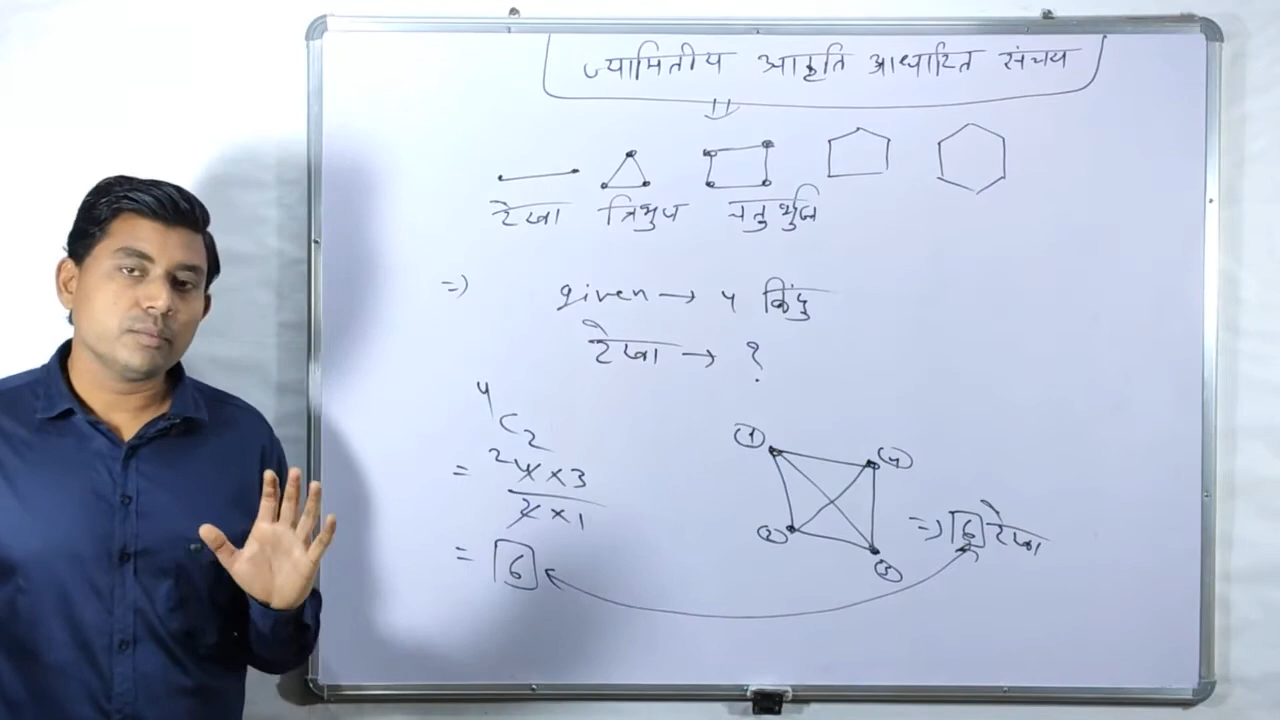 ज्यामितीय आकृति आधारित संचय
रेखा त्रिभुज चतुर्भुज
=> given → 4 बिंदु
रेखा → ?
⁴C₂
= 2 4 × 3
2 × 1
= 6
1 4
2 3
=> 6 रेखा